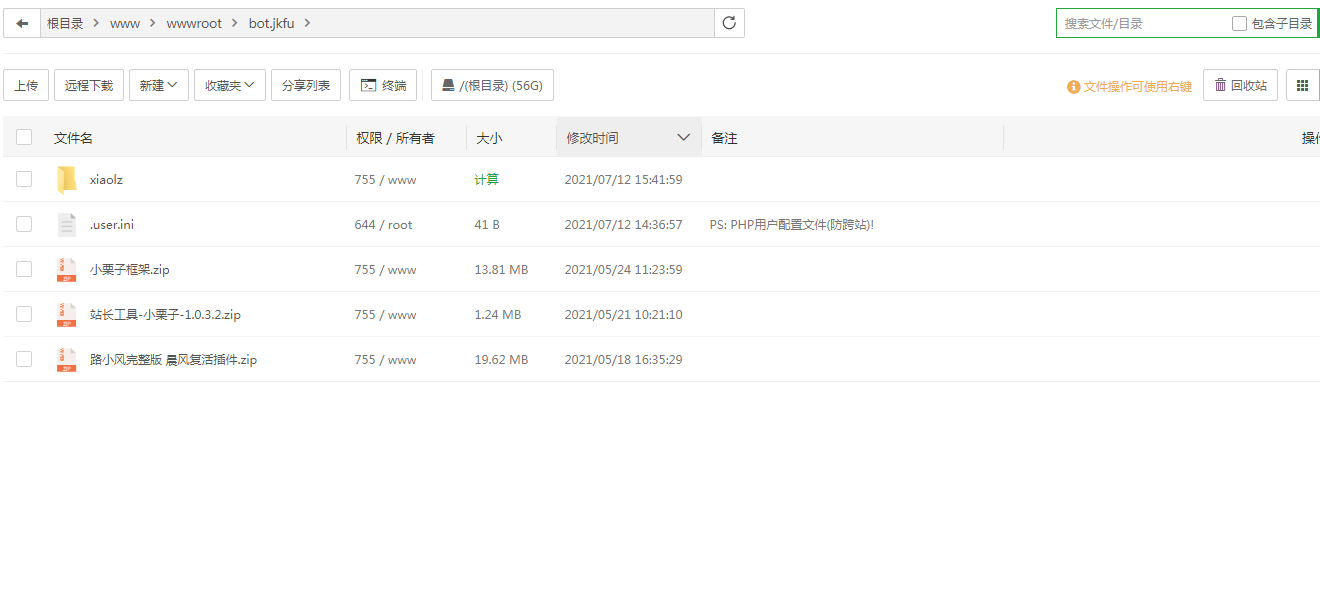 根目录 > www > wwwroot > bot.jkfu >
搜索文件/目录 包含子目录
上传 远程下载 新建 收藏夹 分享列表 终端 /(根目录) (56G) 文件操作可使用右键 回收站
文件名 权限 / 所有者 大小 修改时间 备注 操作
xiaolz 755 / www 计算 2021/07/12 15:41:59
.user.ini 644 / root 41 B 2021/07/12 14:36:57 PS: PHP用户配置文件(防跨站)!
小栗子框架.zip 755 / www 13.81 MB 2021/05/24 11:23:59
站长工具-小栗子-1.0.3.2.zip 755 / www 1.24 MB 2021/05/21 10:21:10
路小风完整版 晨风复活插件.zip 755 / www 19.62 MB 2021/05/18 16:35:29